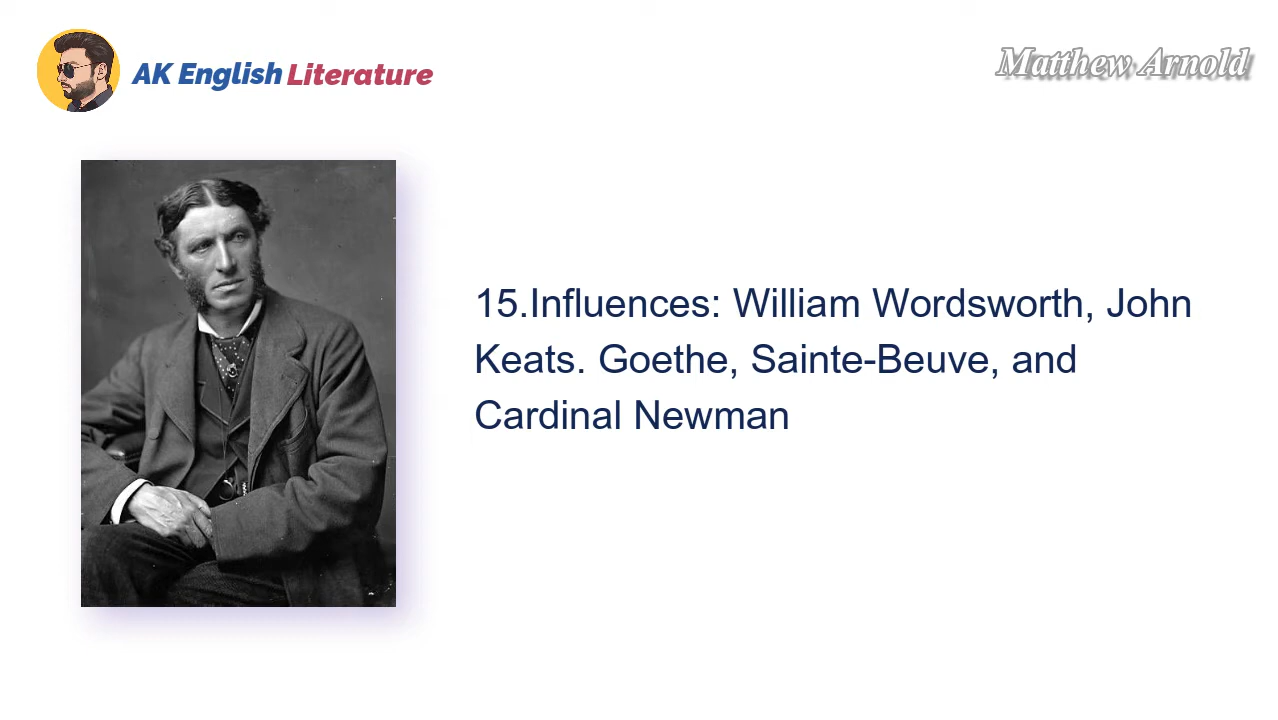 AK English Literature
Matthew Arnold
15.Influences: William Wordsworth, John
Keats. Goethe, Sainte-Beuve, and
Cardinal Newman